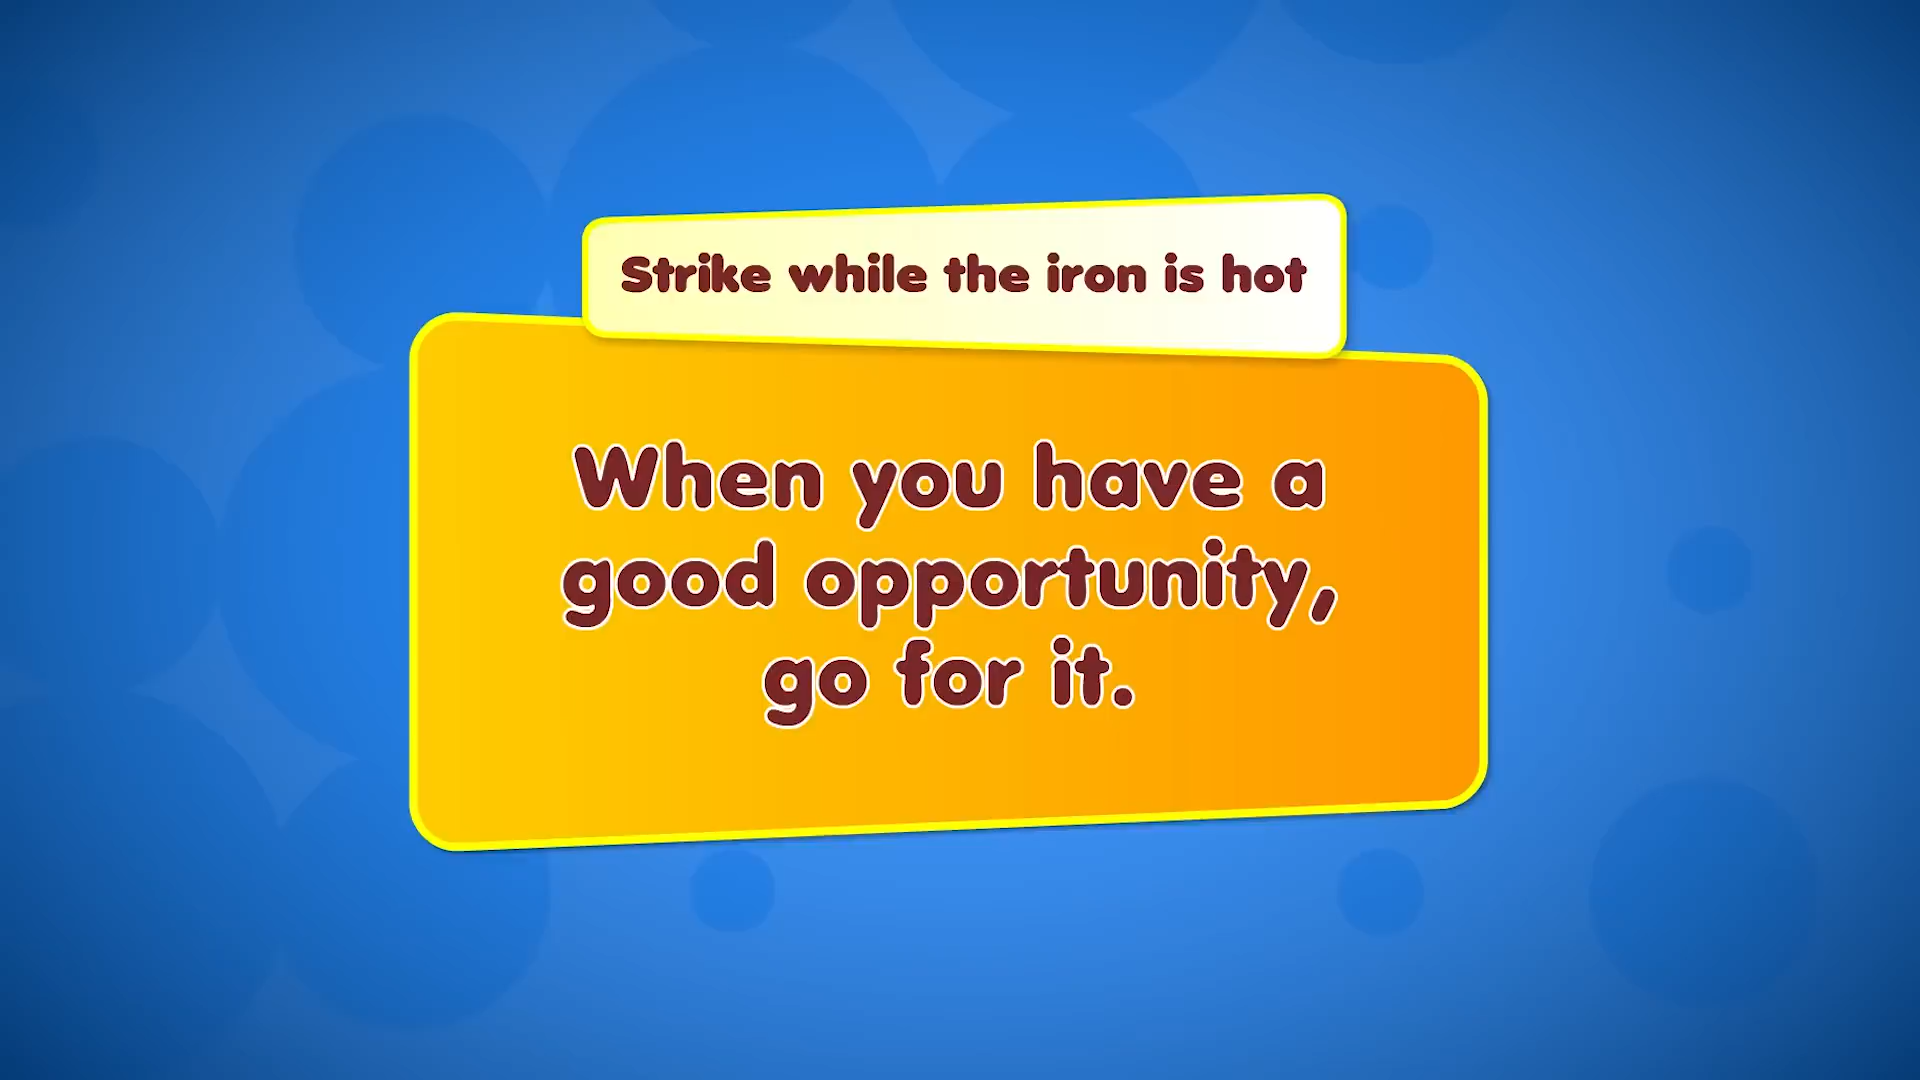 Strike while the iron is hot
When you have a
good opportunity,
go for it.